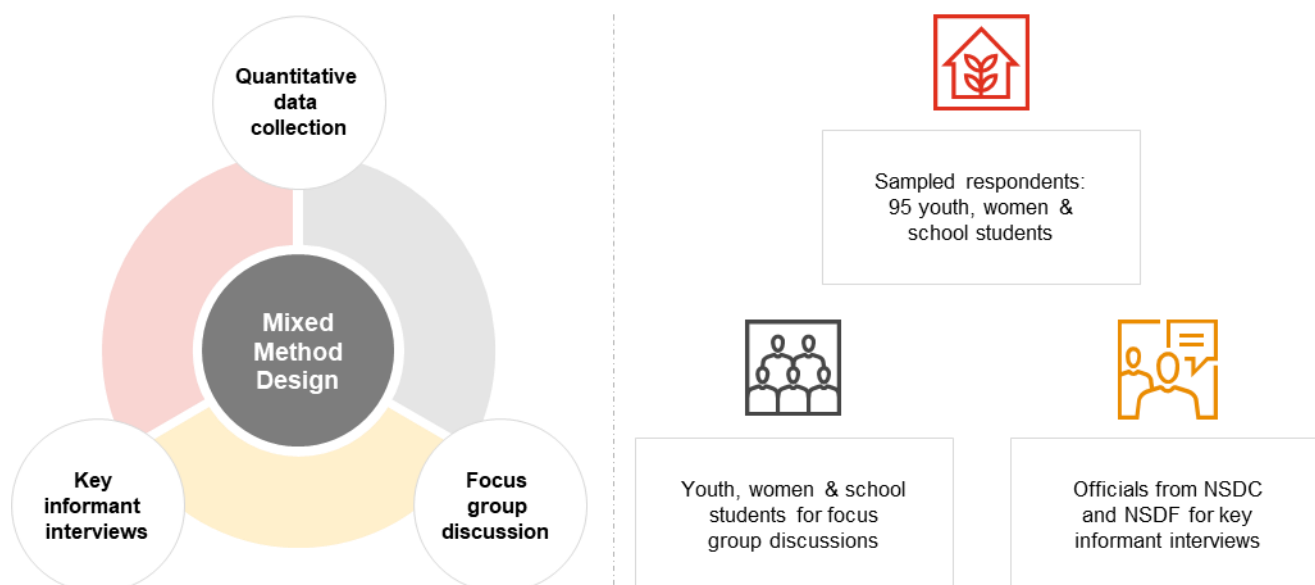 Quantitative
data
collection
Mixed
Method
Design
Key
informant
interviews
Focus
group
discussion
Sampled respondents:
95 youth, women &
school students
Youth, women & school
students for focus
group discussions
Officials from NSDC
and NSDF for key
informant interviews